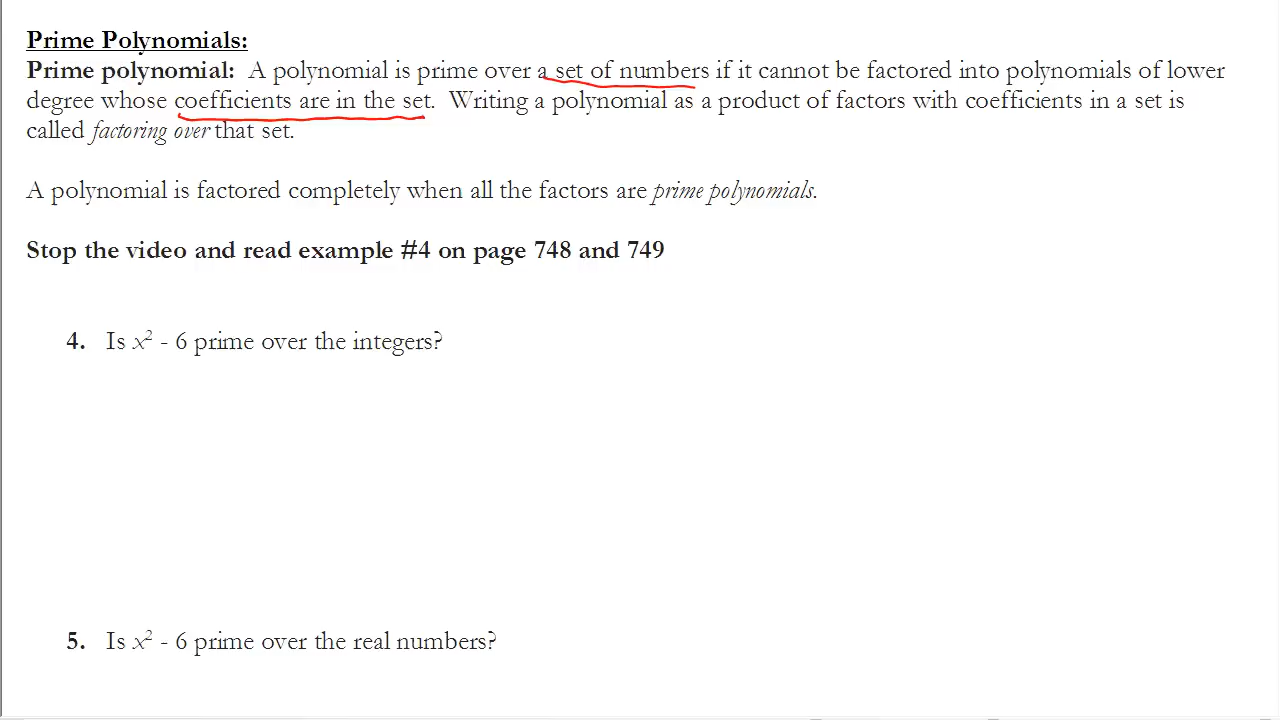 Prime Polynomials:
Prime polynomial: A polynomial is prime over a set of numbers if it cannot be factored into polynomials of lower
degree whose coefficients are in the set. Writing a polynomial as a product of factors with coefficients in a set is
called factoring over that set.
A polynomial is factored completely when all the factors are prime polynomials.
Stop the video and read example #4 on page 748 and 749
4. Is x² - 6 prime over the integers?
5. Is x² - 6 prime over the real numbers?